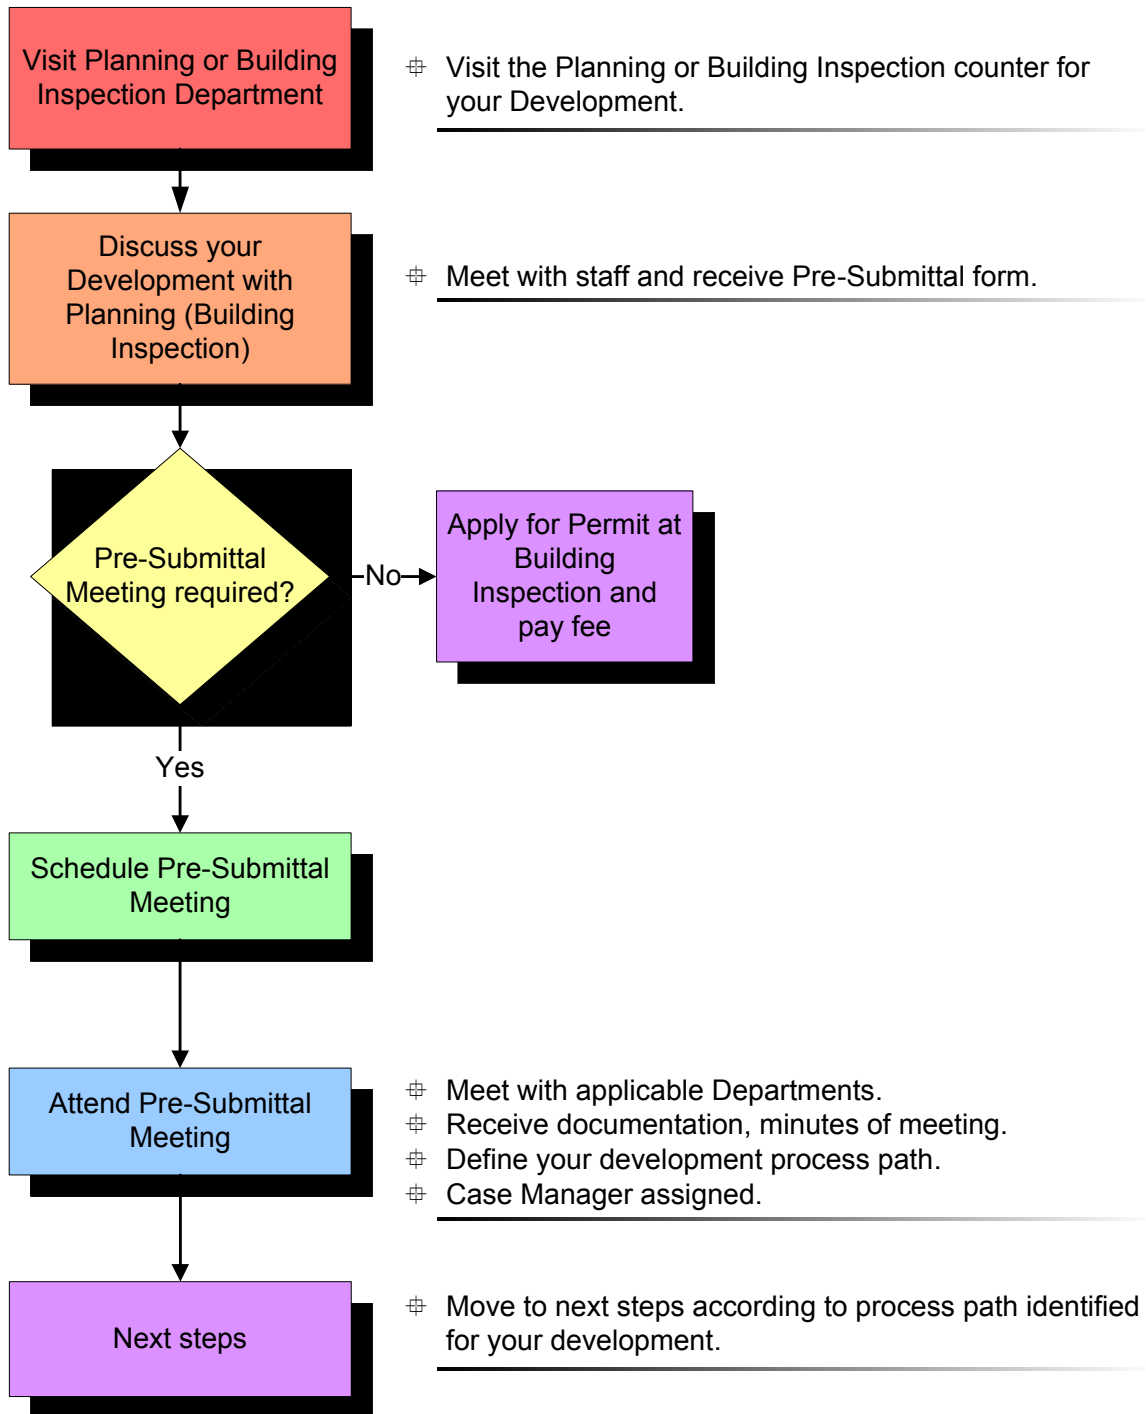 Visit Planning or Building
Inspection Department
Visit the Planning or Building Inspection counter for
your Development.
Discuss your
Development with
Planning (Building
Inspection)
Meet with staff and receive Pre-Submittal form.
Pre-Submittal
Meeting required?
No
Apply for Permit at
Building
Inspection and
pay fee
Yes
Schedule Pre-Submittal
Meeting
Attend Pre-Submittal
Meeting
Meet with applicable Departments.
Receive documentation, minutes of meeting.
Define your development process path.
Case Manager assigned.
Next steps
Move to next steps according to process path identified
for your development.